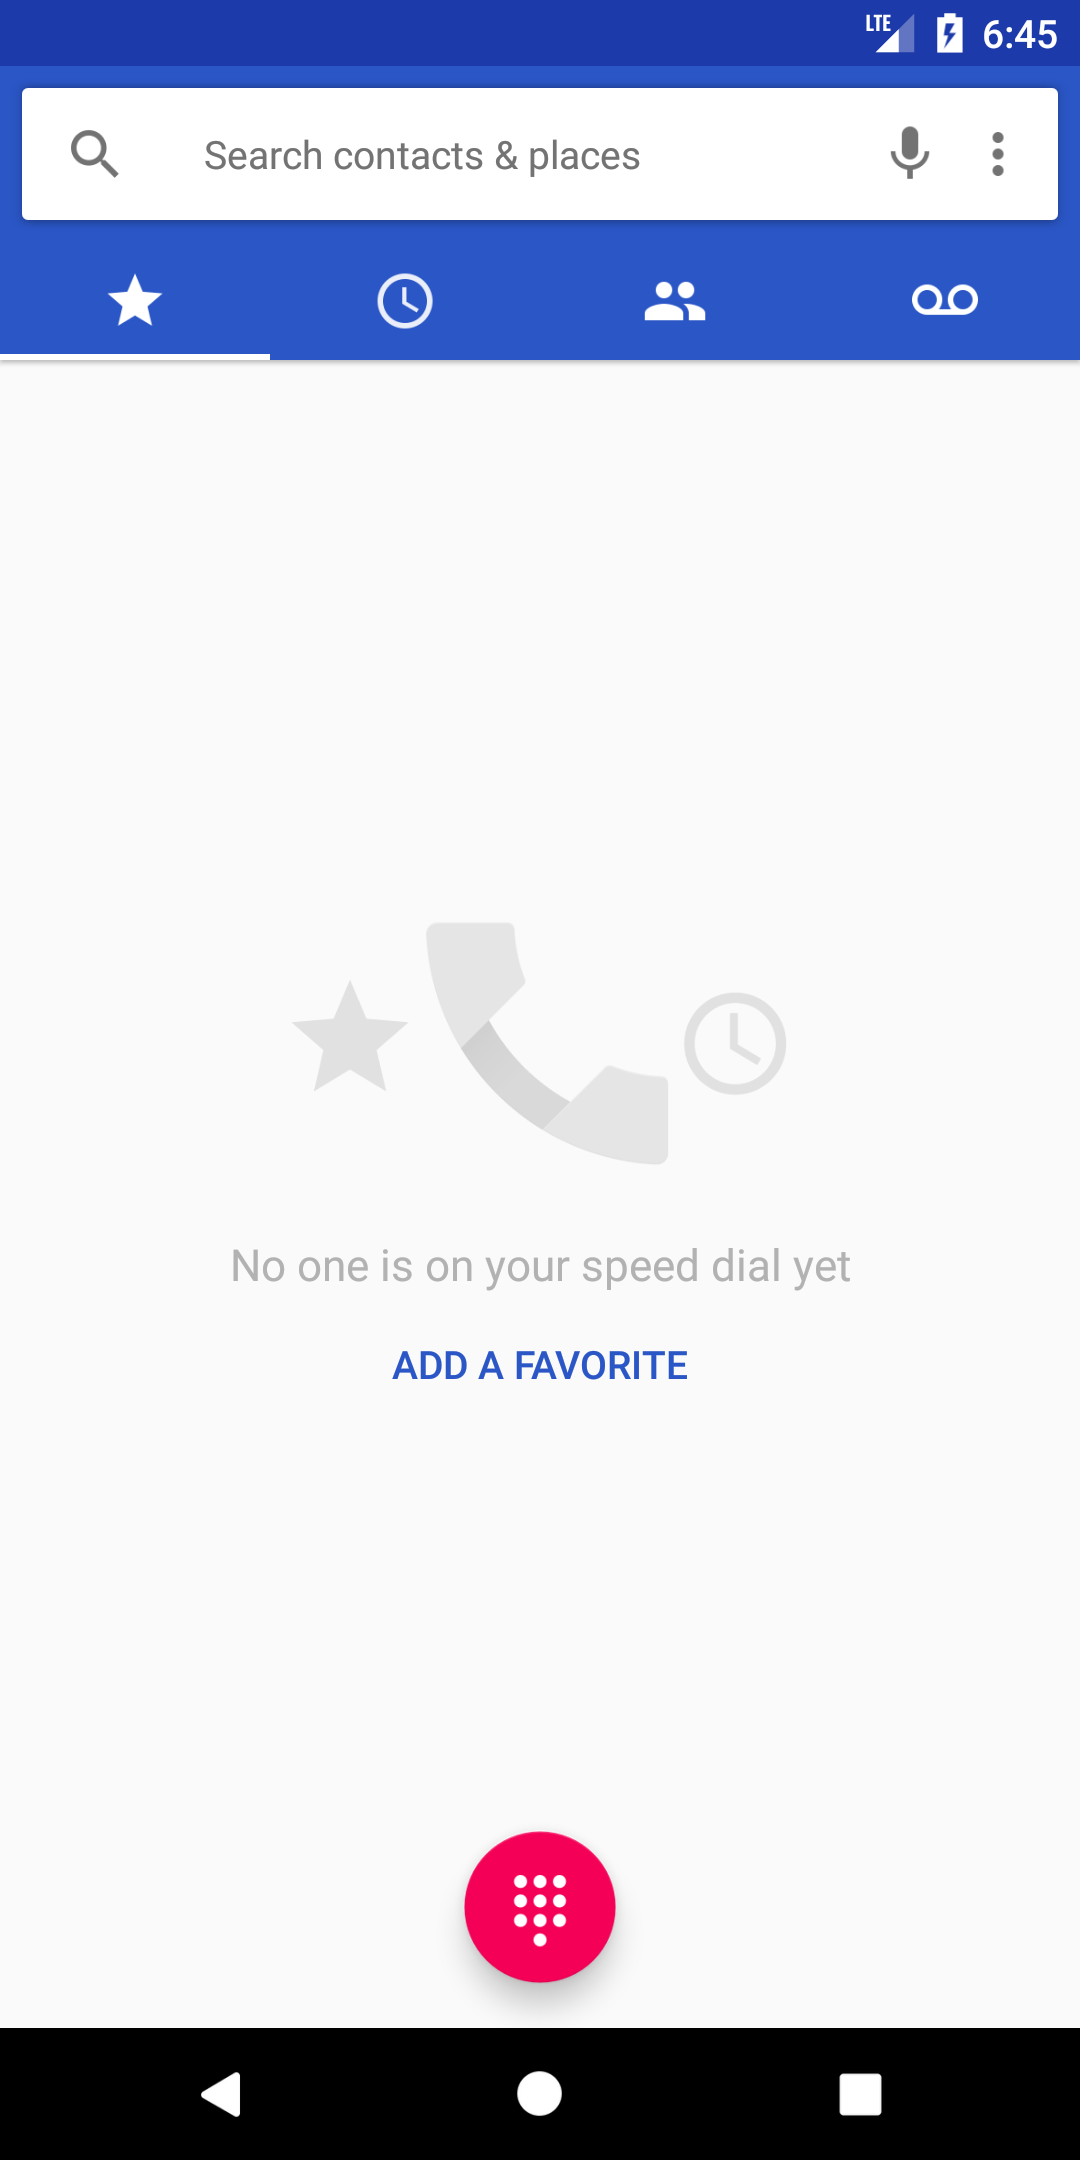 LTE 6:45
Search contacts & places
No one is on your speed dial yet
ADD A FAVORITE